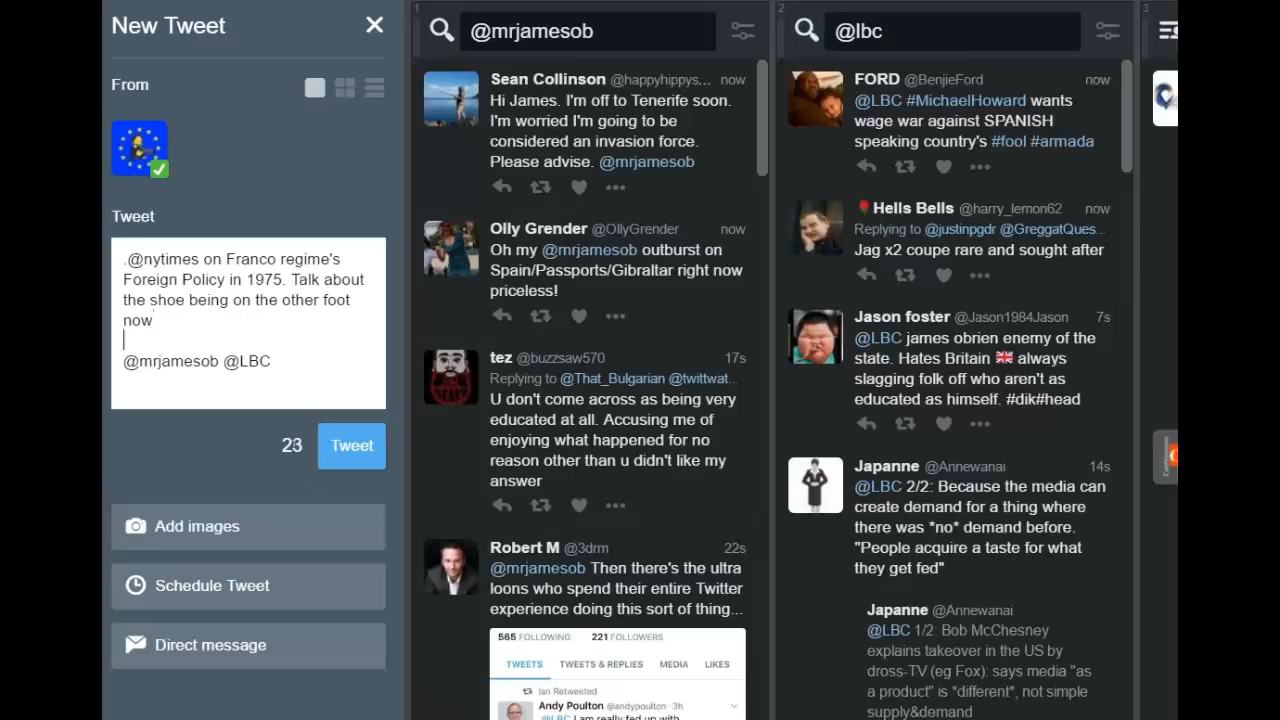 New Tweet
From
Tweet
.@nytimes on Franco regime's
Foreign Policy in 1975. Talk about
the shoe being on the other foot
now
@mrjamesob @LBC
23
Tweet
Add images
Schedule Tweet
Direct message
1
@mrjamesob
Sean Collinson @happyhippys... now
Hi James. I'm off to Tenerife soon.
I'm worried I'm going to be
considered an invasion force.
Please advise. @mrjamesob
Olly Grender @OllyGrender now
Oh my @mrjamesob outburst on
Spain/Passports/Gibraltar right now
priceless!
tez @buzzsaw570 17s
Replying to @That_Bulgarian @twittwat...
U don't come across as being very
educated at all. Accusing me of
enjoying what happened for no
reason other than u didn't like my
answer
Robert M @3drm 22s
@mrjamesob Then there's the ultra
loons who spend their entire Twitter
experience doing this sort of thing...
565 FOLLOWING 221 FOLLOWERS
TWEETS TWEETS & REPLIES MEDIA LIKES
Ian Retweeted
Andy Poulton @andypoulton · 3h
@LBC I am really fed up with
2
@lbc
FORD @BenjieFord now
@LBC #MichaelHoward wants
wage war against SPANISH
speaking country's #fool #armada
Hells Bells @harry_lemon62 now
Replying to @justinpgdr @GreggatQues...
Jag x2 coupe rare and sought after
Jason foster @Jason1984Jason 7s
@LBC james obrien enemy of the
state. Hates Britain 🇬🇧 always
slagging folk off who aren't as
educated as himself. #dik#head
Japanne @Annewanai 14s
@LBC 2/2: Because the media can
create demand for a thing where
there was *no* demand before.
"People acquire a taste for what
they get fed"
Japanne @Annewanai
@LBC 1/2: Bob McChesney
explains takeover in the US by
dross-TV (eg Fox): says media "as
a product" is *different*, not simple
supply&demand
3